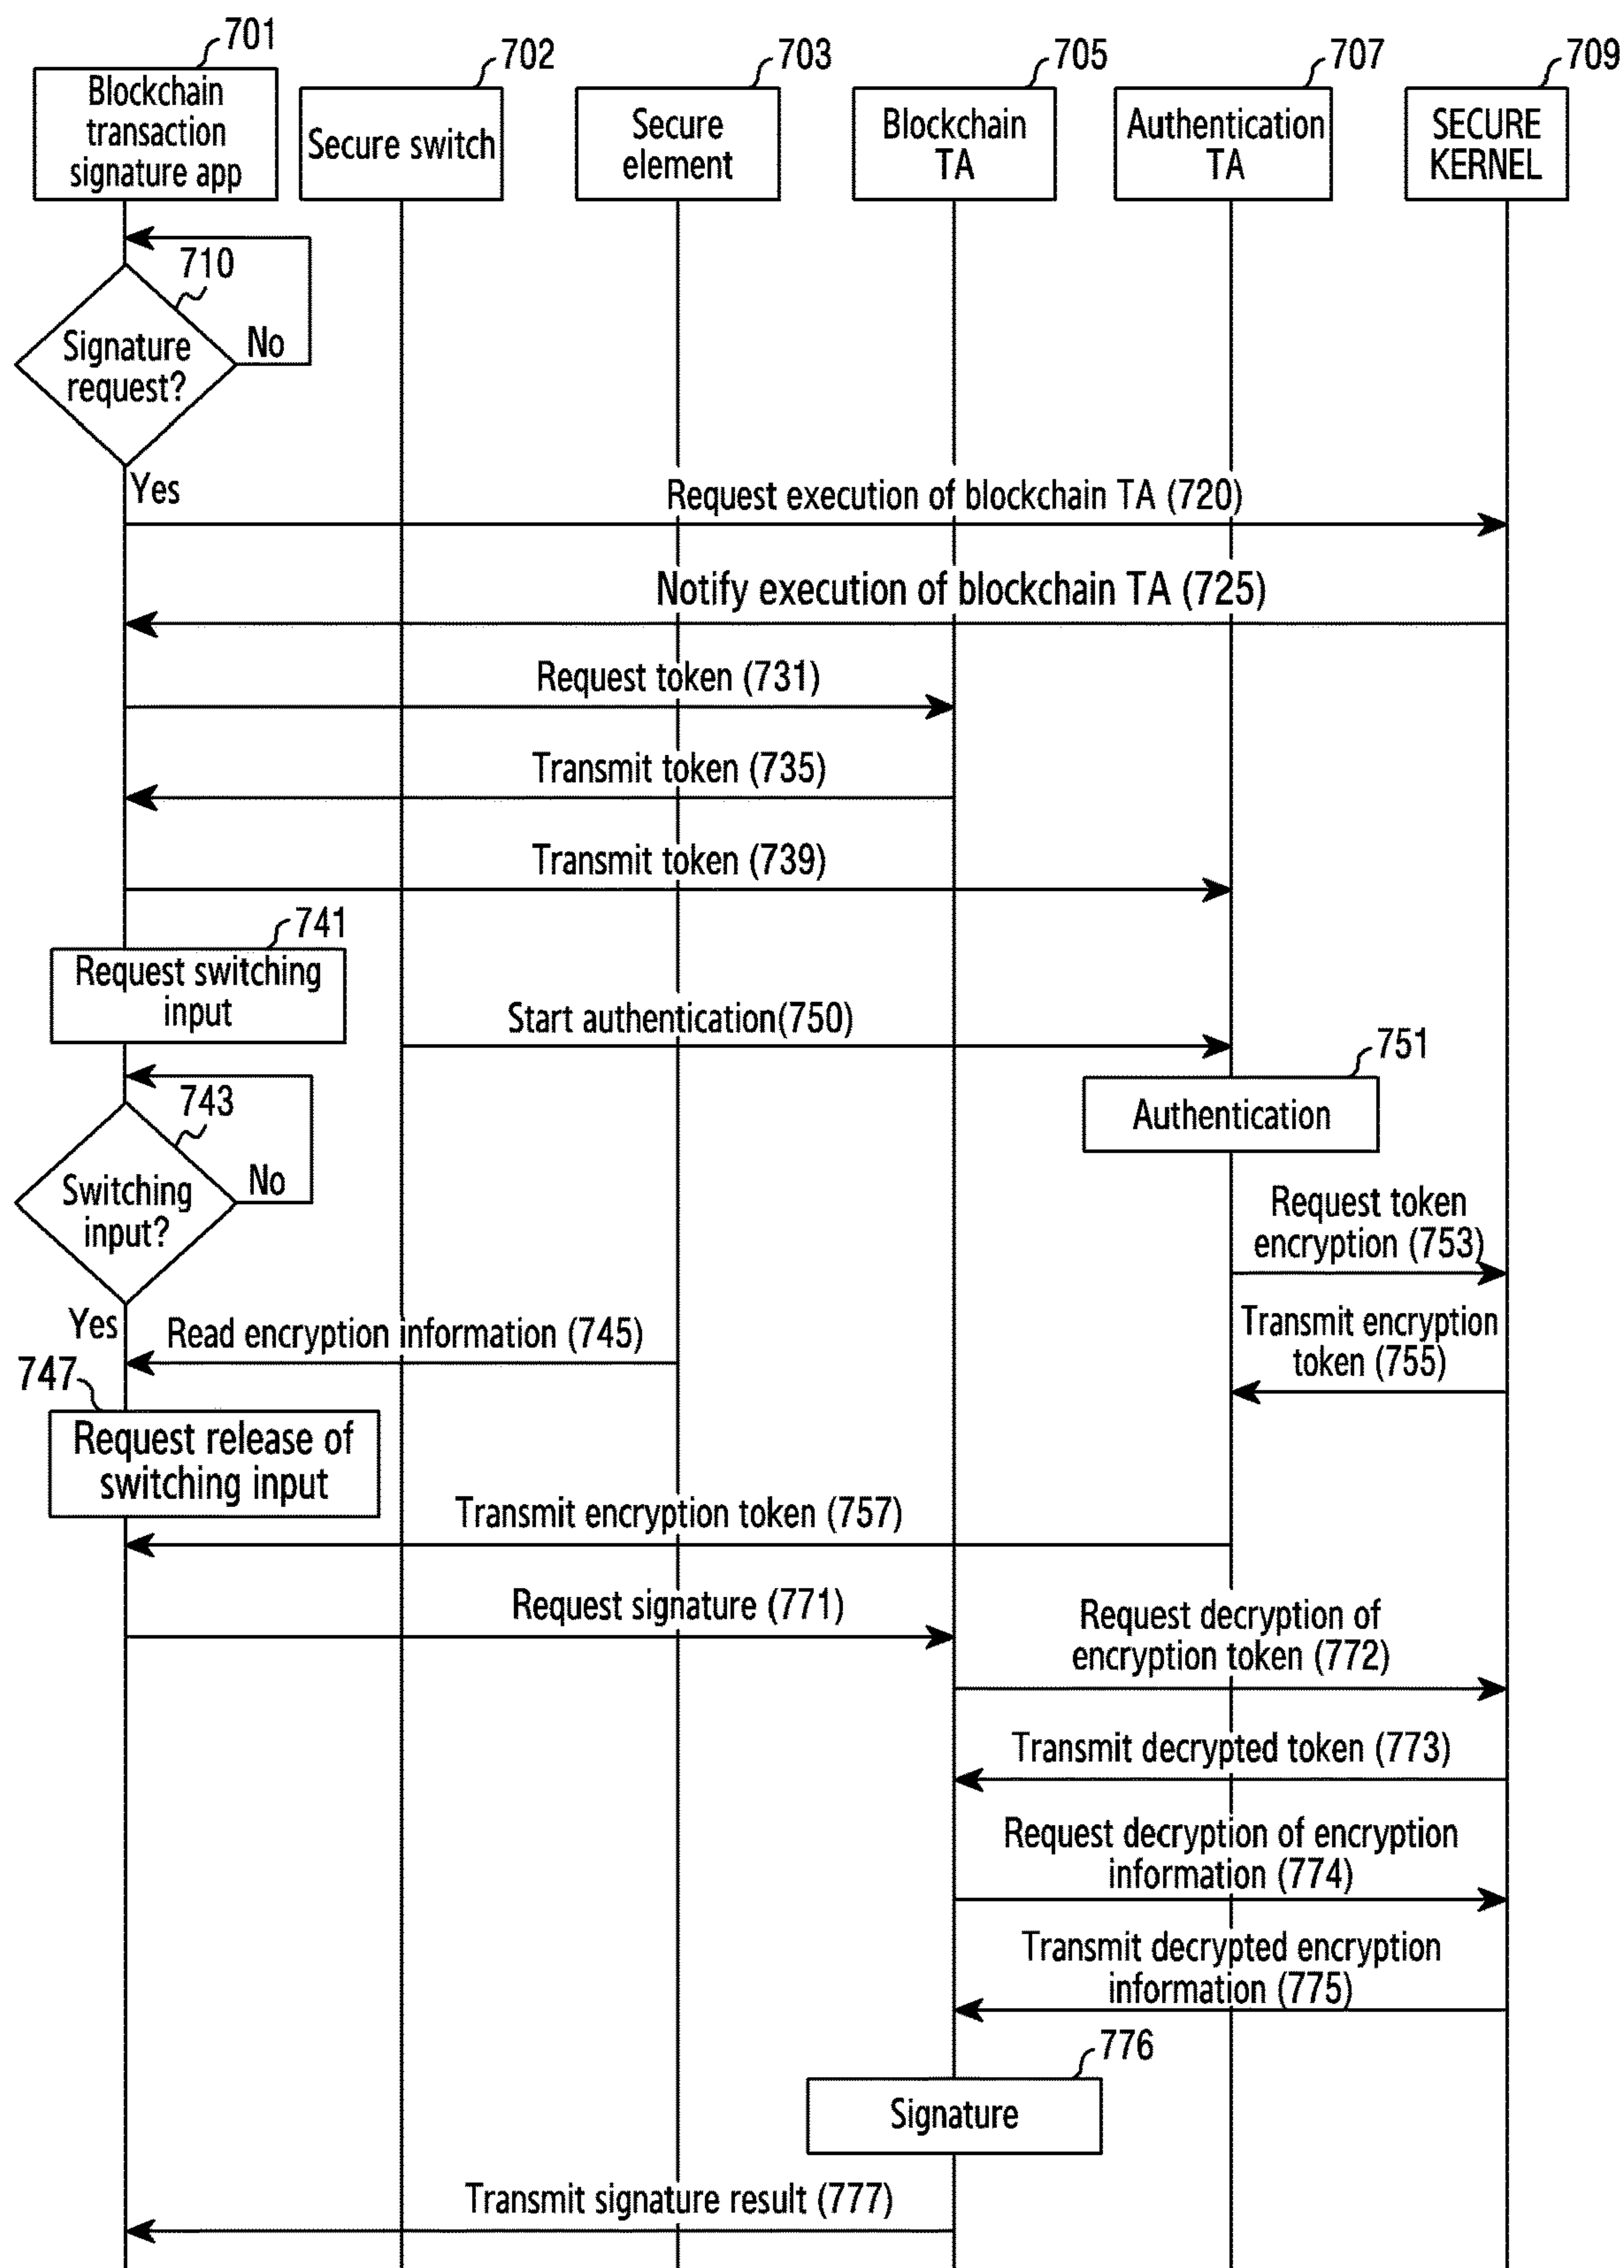 701
702
703
705
707
709
Blockchain
transaction
signature app
Secure switch
Secure
element
Blockchain
TA
Authentication
TA
SECURE
KERNEL
710
Signature
request?
No
Yes
Request execution of blockchain TA (720)
Notify execution of blockchain TA (725)
Request token (731)
Transmit token (735)
Transmit token (739)
741
Request switching
input
Start authentication(750)
751
Authentication
743
Switching
input?
No
Request token
encryption (753)
Yes
Read encryption information (745)
Transmit encryption
token (755)
747
Request release of
switching input
Transmit encryption token (757)
Request signature (771)
Request decryption of
encryption token (772)
Transmit decrypted token (773)
Request decryption of encryption
information (774)
Transmit decrypted encryption
information (775)
776
Signature
Transmit signature result (777)